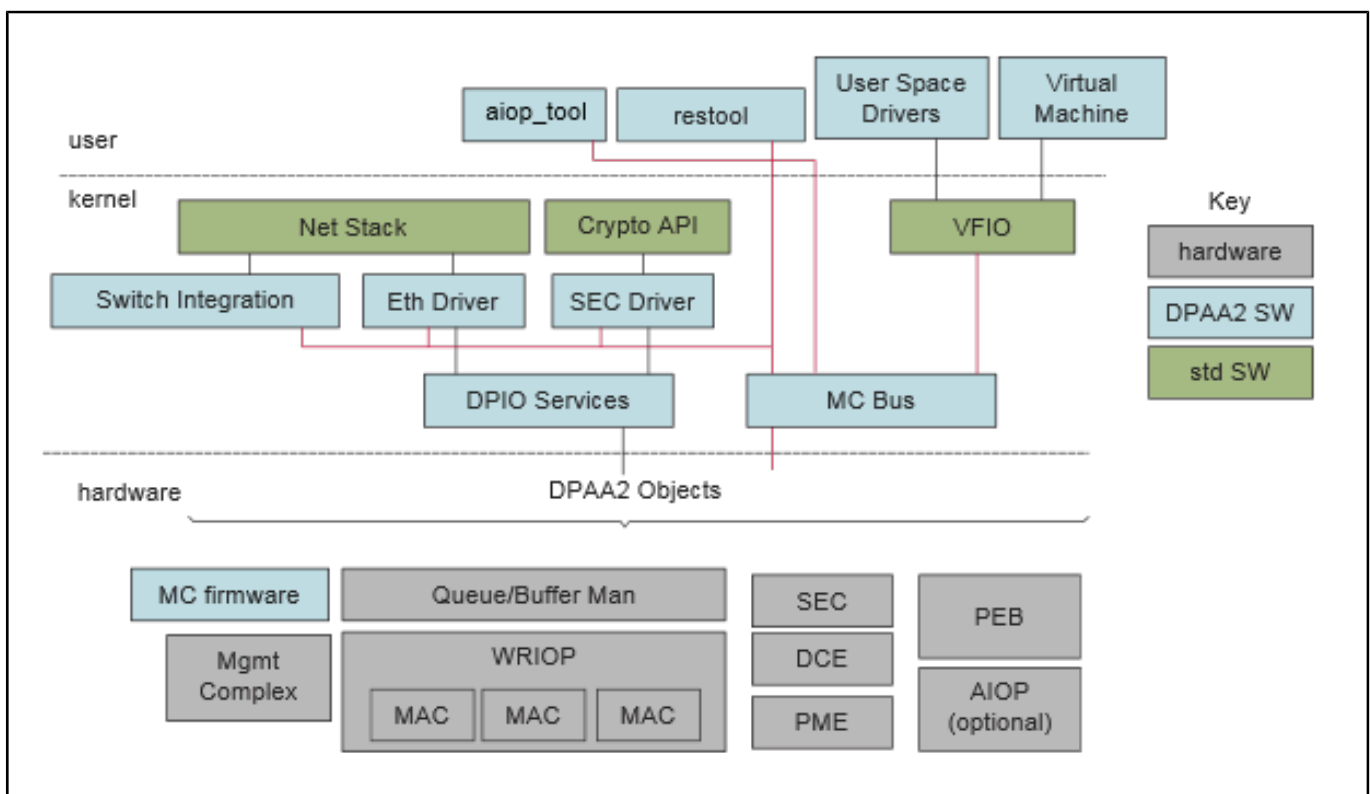 aiop_tool
restool
User Space
Drivers
Virtual
Machine
user
kernel
Net Stack
Crypto API
VFIO
Key
hardware
Switch Integration
Eth Driver
SEC Driver
DPAA2 SW
DPIO Services
MC Bus
std SW
hardware
DPAA2 Objects
MC firmware
Queue/Buffer Man
SEC
PEB
Mgmt
Complex
WRIOP
DCE
MAC
MAC
MAC
PME
AIOP
(optional)